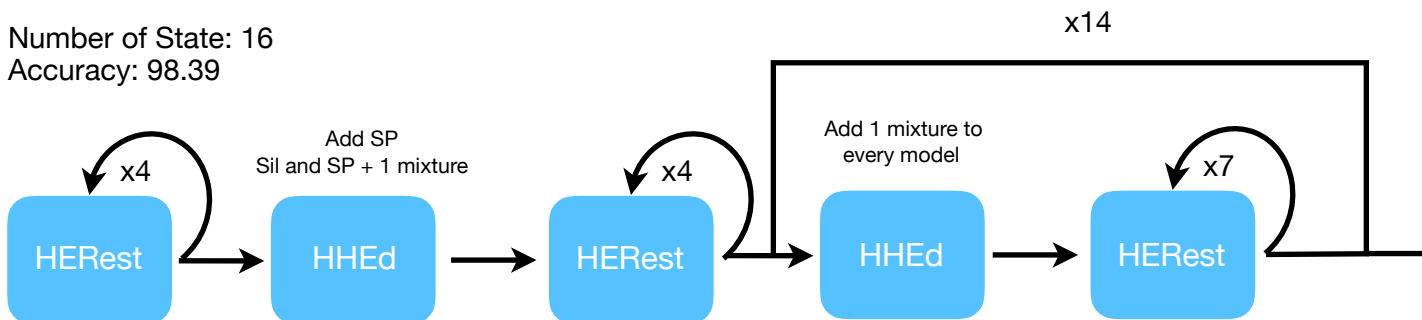 Number of State: 16
Accuracy: 98.39
x14
Add SP
Sil and SP + 1 mixture
Add 1 mixture to
every model
x4
x4
x7
HERest
HHEd
HERest
HHEd
HERest